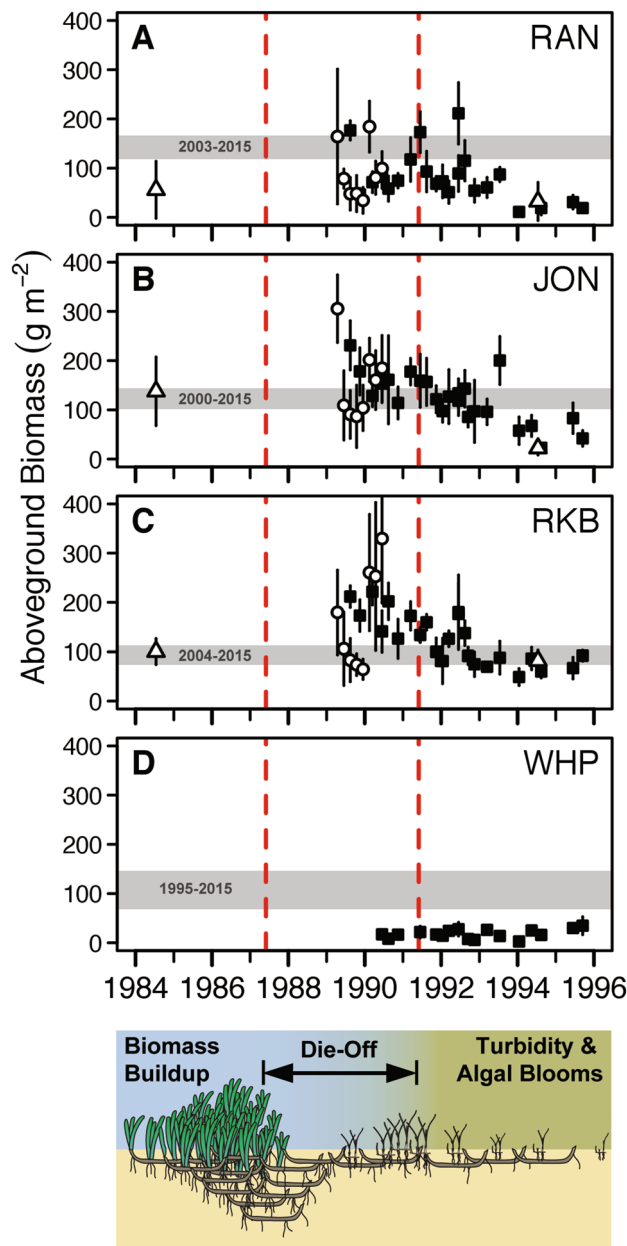 Aboveground Biomass (g m⁻²)
A
RAN
400
300
200
100
0
2003-2015
B
JON
400
300
200
100
0
2000-2015
C
RKB
400
300
200
100
0
2004-2015
D
WHP
400
300
200
100
0
1995-2015
1984 1986 1988 1990 1992 1994 1996
Biomass
Buildup
Die-Off
Turbidity &
Algal Blooms